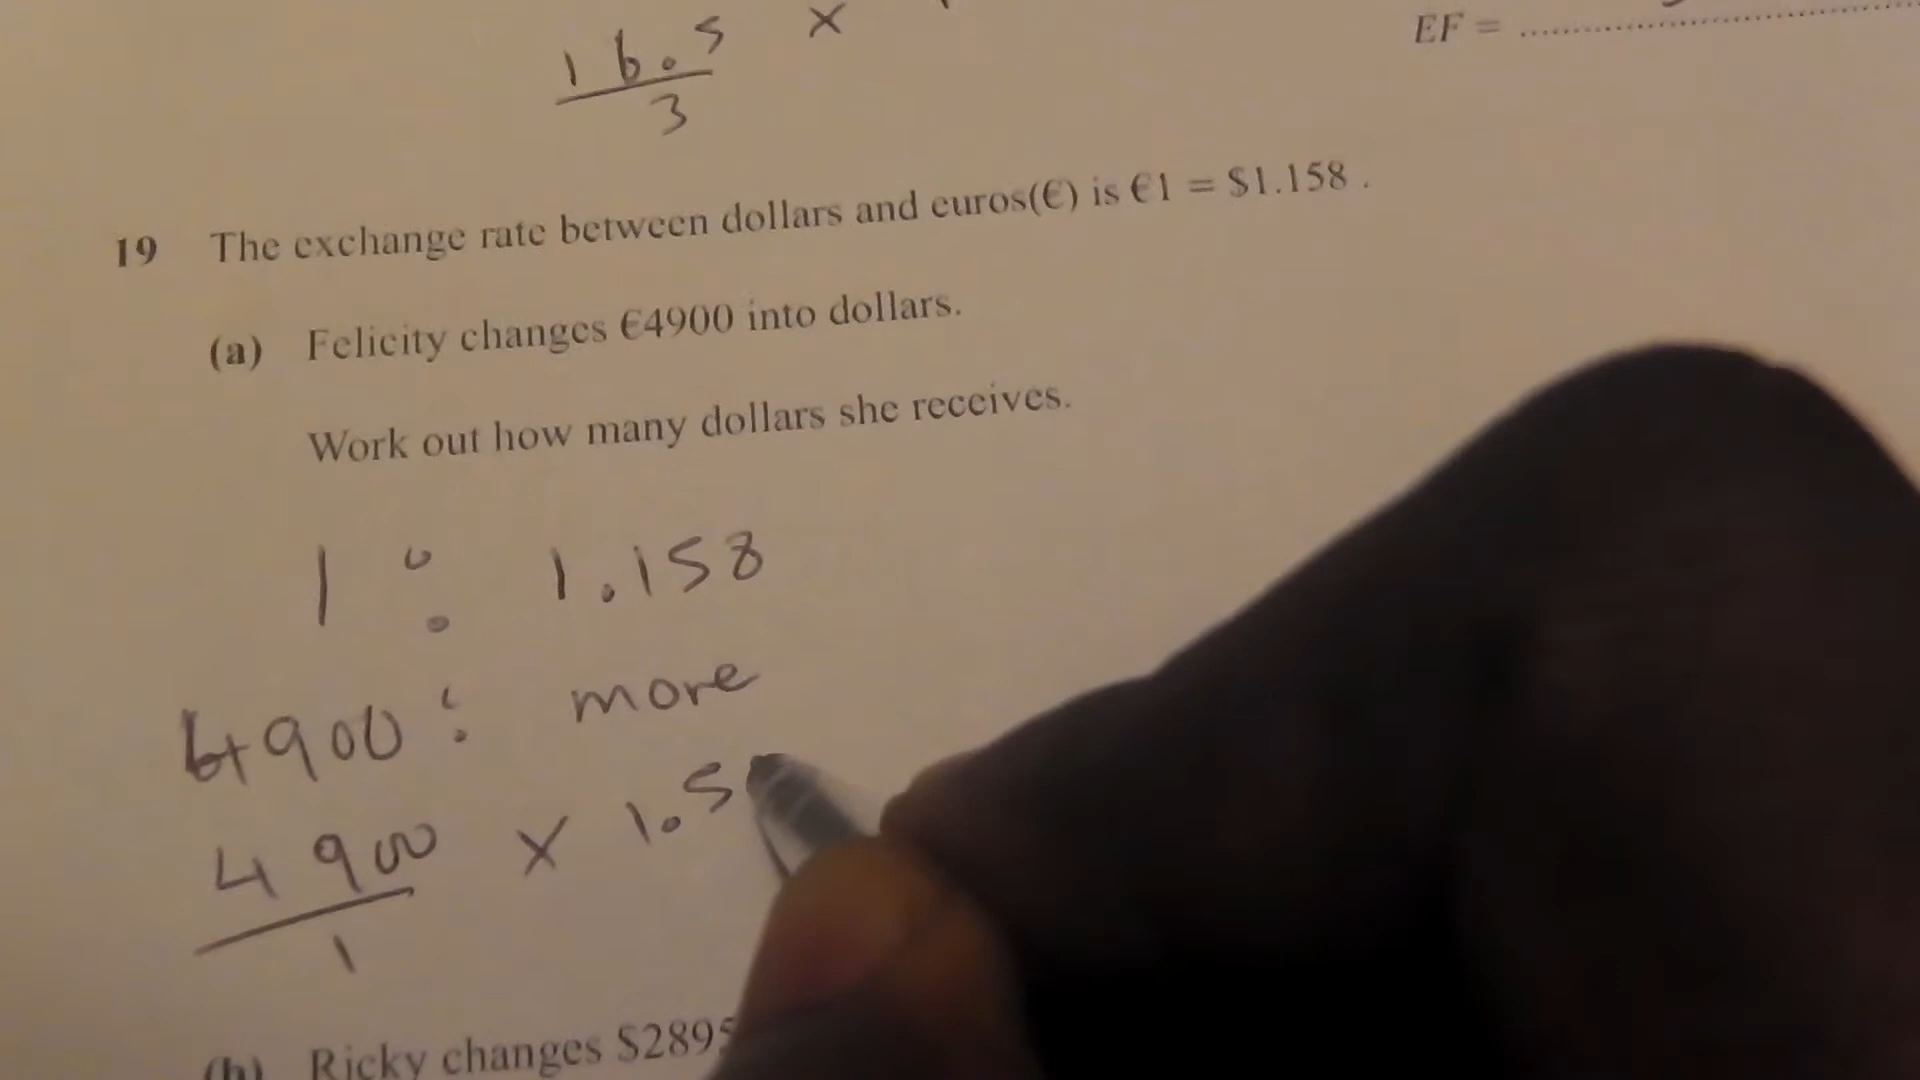 16.5 ×
3
EF = ........................................
19 The exchange rate between dollars and euros(€) is €1 = $1.158 .
(a) Felicity changes €4900 into dollars.
Work out how many dollars she receives.
1 : 1.158
4900 : more
4900 × 1.5
1
(b) Ricky changes $2895